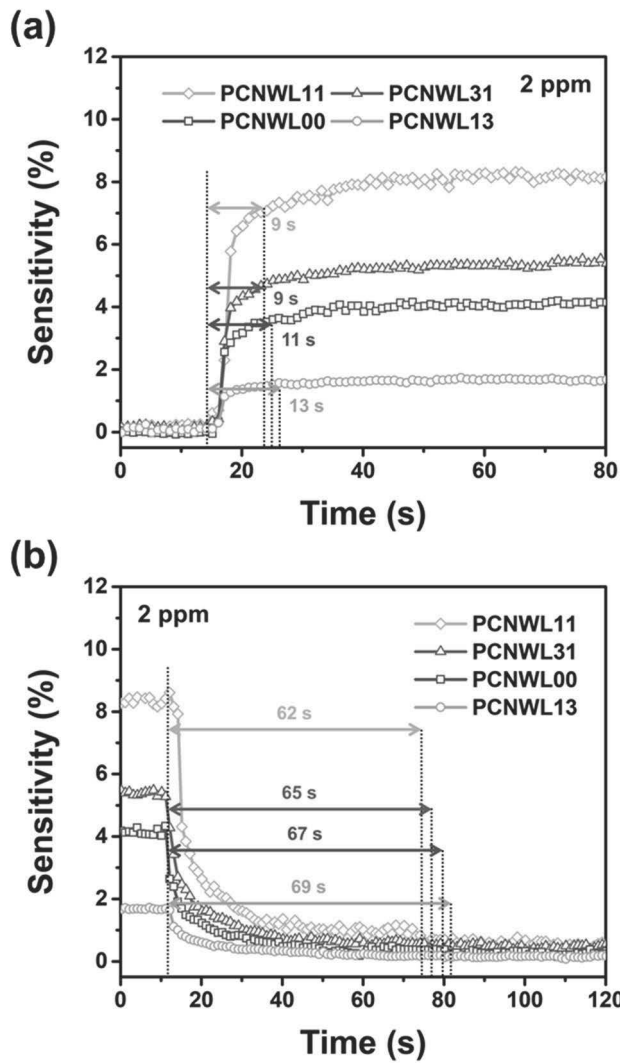 (a)
12
10
8
6
4
2
0
Sensitivity (%)
PCNWL11 PCNWL31 2 ppm
PCNWL00 PCNWL13
9 s
9 s
11 s
13 s
0 20 40 60 80
Time (s)
(b)
12
10
8
6
4
2
0
Sensitivity (%)
2 ppm
PCNWL11
PCNWL31
PCNWL00
PCNWL13
62 s
65 s
67 s
69 s
0 20 40 60 80 100 120
Time (s)